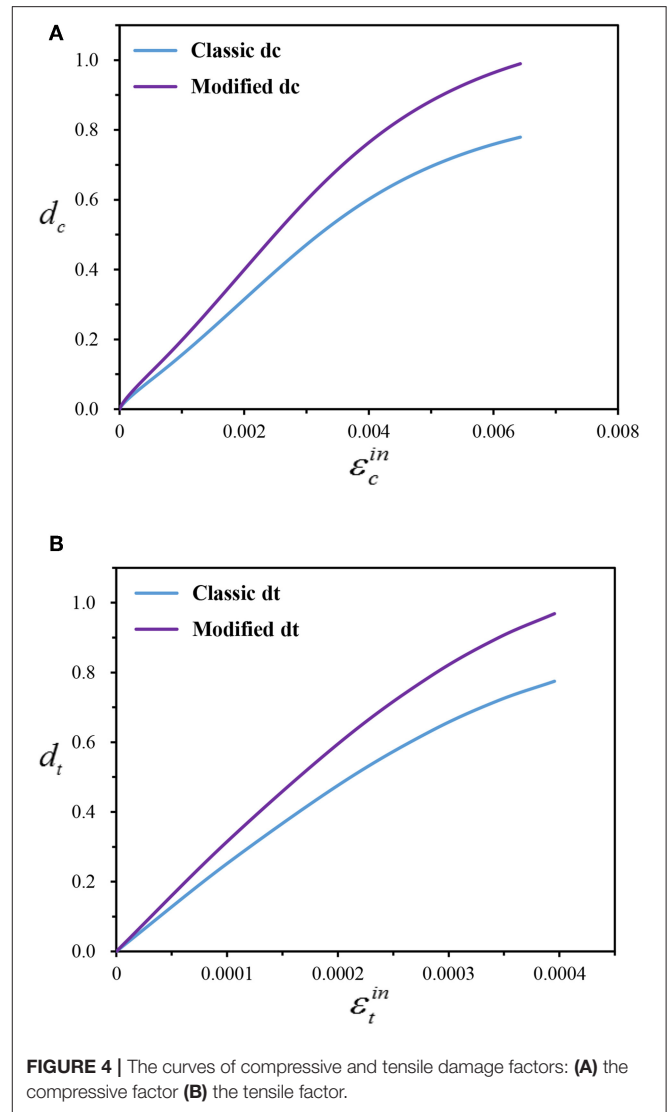 A
Classic dc
Modified dc
1.0
0.8
0.6
0.4
0.2
0.0
d_c
0 0.002 0.004 0.006 0.008
ε_c^in
B
Classic dt
Modified dt
1.0
0.8
0.6
0.4
0.2
0.0
d_t
0 0.0001 0.0002 0.0003 0.0004
ε_t^in
FIGURE 4 | The curves of compressive and tensile damage factors: (A) the
compressive factor (B) the tensile factor.